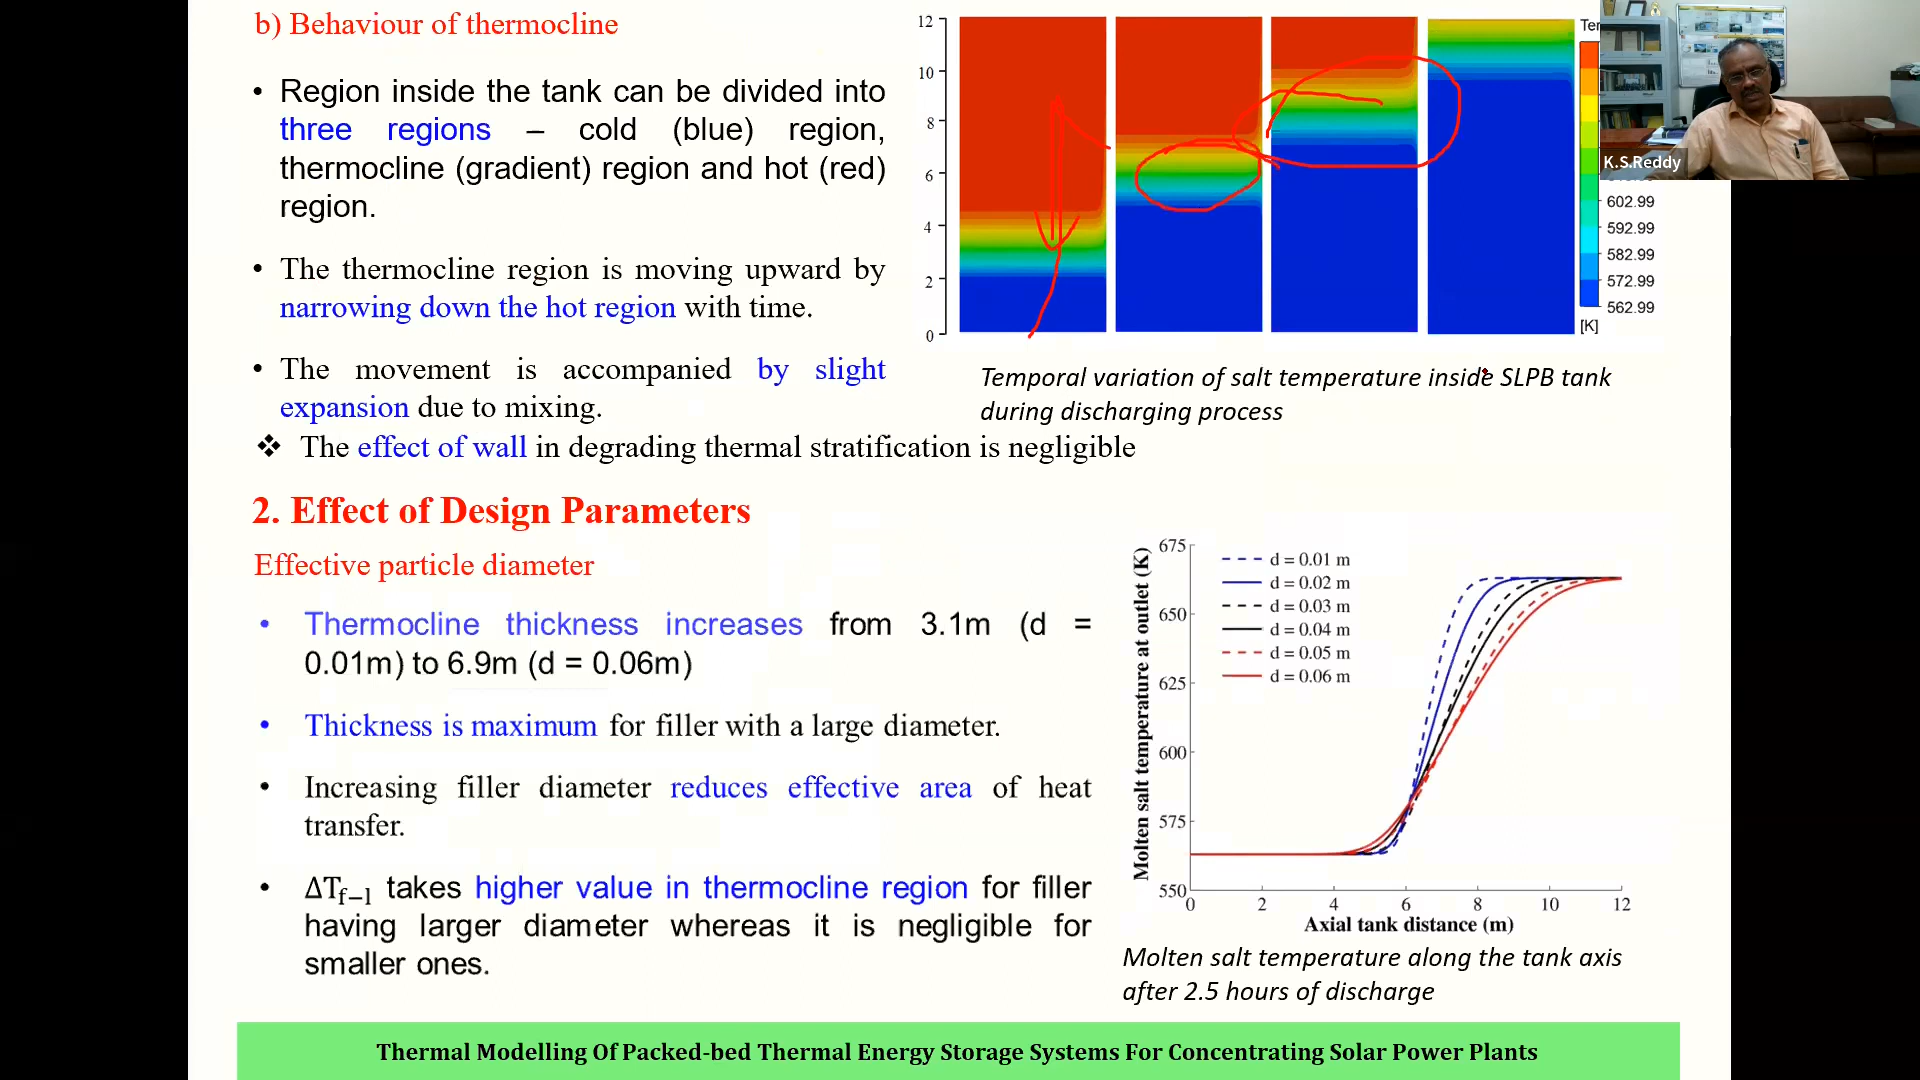 b) Behaviour of thermocline
• Region inside the tank can be divided into
three regions – cold (blue) region,
thermocline (gradient) region and hot (red)
region.
• The thermocline region is moving upward by
narrowing down the hot region with time.
• The movement is accompanied by slight
expansion due to mixing.
❖ The effect of wall in degrading thermal stratification is negligible
12
10
8
6
4
2
0
Ter
602.99
592.99
582.99
572.99
562.99
[K]
K.S.Reddy
Temporal variation of salt temperature inside SLPB tank
during discharging process
2. Effect of Design Parameters
Effective particle diameter
• Thermocline thickness increases from 3.1m (d =
0.01m) to 6.9m (d = 0.06m)
• Thickness is maximum for filler with a large diameter.
• Increasing filler diameter reduces effective area of heat
transfer.
• ΔTf−l takes higher value in thermocline region for filler
having larger diameter whereas it is negligible for
smaller ones.
Molten salt temperature at outlet (K)
675
650
625
600
575
550
d = 0.01 m
d = 0.02 m
d = 0.03 m
d = 0.04 m
d = 0.05 m
d = 0.06 m
0 2 4 6 8 10 12
Axial tank distance (m)
Molten salt temperature along the tank axis
after 2.5 hours of discharge
Thermal Modelling Of Packed-bed Thermal Energy Storage Systems For Concentrating Solar Power Plants